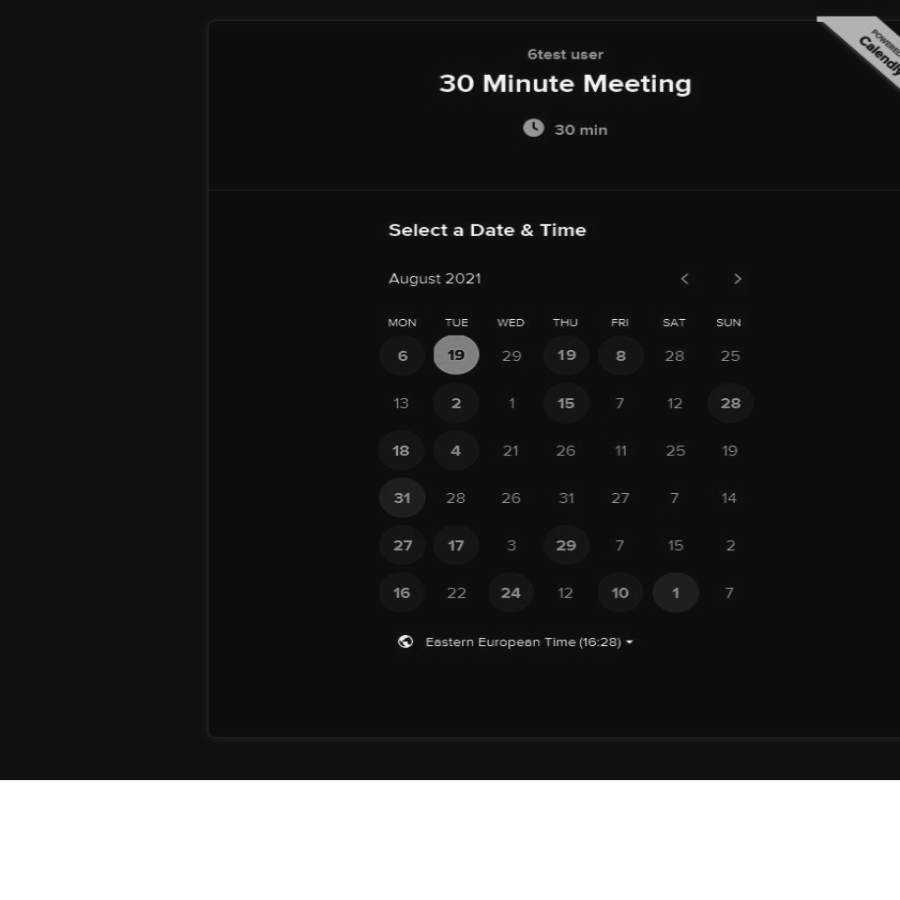 6test user
30 Minute Meeting
30 min
POWERED
Calendly
Select a Date & Time
August 2021
MON TUE WED THU FRI SAT SUN
6 19 29 19 8 28 25
13 2 1 15 7 12 28
18 4 21 26 11 25 19
31 28 26 31 27 7 14
27 17 3 29 7 15 2
16 22 24 12 10 1 7
Eastern European Time (16:28)